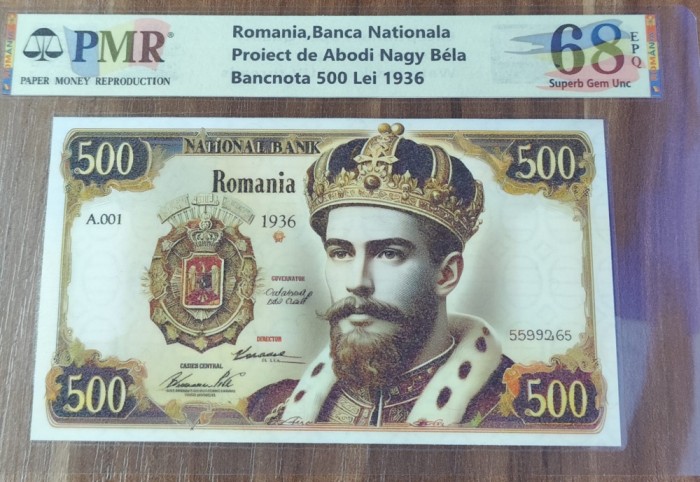 PMR
PAPER MONEY REPRODUCTION
Romania,Banca Nationala
Proiect de Abodi Nagy Béla
Bancnota 500 Lei 1936
68
EPQ
Superb Gem Unc
500
NATIONAL BANK
500
Romania
A.001
1936
GOVERNATOR
DIRECTOR
5599265
CASIER CENTRAL
500
500